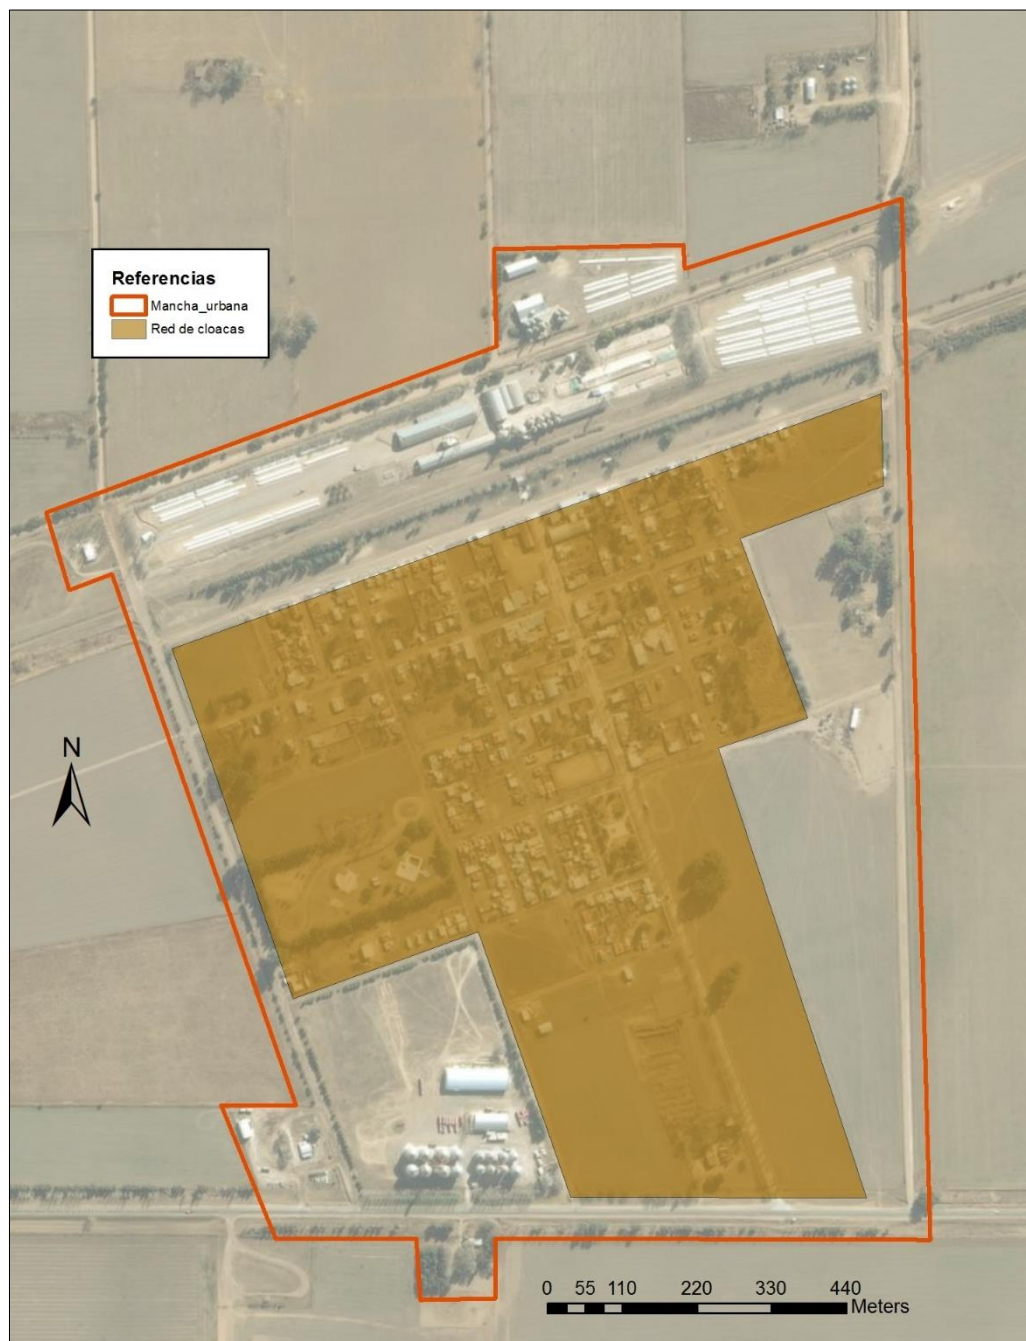 Referencias
Mancha_urbana
Red de cloacas
N
0 55 110 220 330 440
Meters